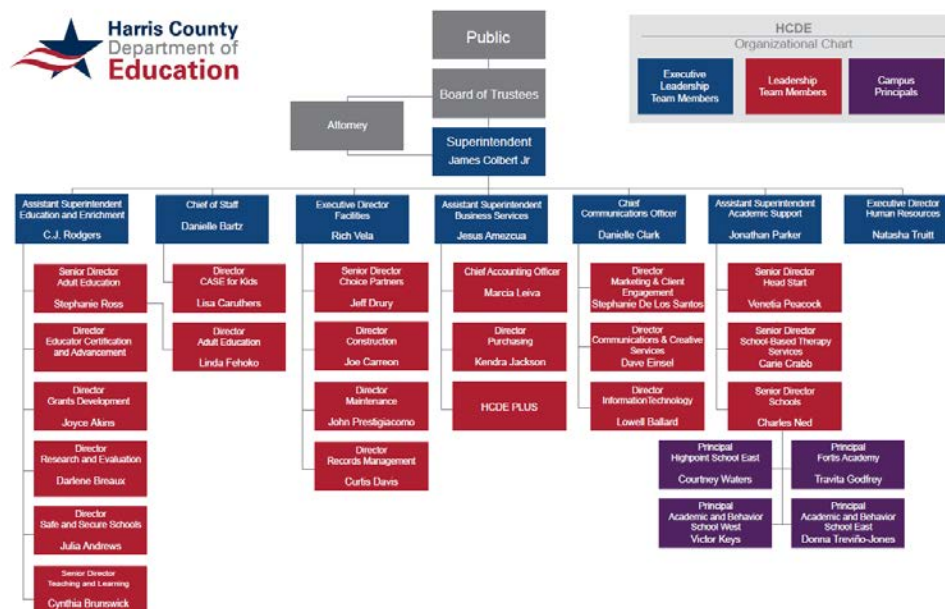 Harris County
Department of
Education
HCDE
Organizational Chart
Executive
Leadership
Team Members
Leadership
Team Members
Campus
Principals
Public
Board of Trustees
Attorney
Superintendent
James Colbert Jr
Assistant Superintendent
Education and Enrichment
C.J. Rodgers
Chief of Staff
Danielle Bartz
Executive Director
Facilities
Rich Vela
Assistant Superintendent
Business Services
Jesus Amezcua
Chief
Communications Officer
Danielle Clark
Assistant Superintendent
Academic Support
Jonathan Parker
Executive Director
Human Resources
Natasha Truitt
Senior Director
Adult Education
Stephanie Ross
Director
Educator Certification
and Advancement
Director
Grants Development
Joyce Akins
Director
Research and Evaluation
Darlene Breaux
Director
Safe and Secure Schools
Julia Andrews
Senior Director
Teaching and Learning
Cynthia Brunswick
Director
CASE for Kids
Lisa Caruthers
Director
Adult Education
Linda Fehoko
Senior Director
Choice Partners
Jeff Drury
Director
Construction
Joe Carreon
Director
Maintenance
John Prestigiacomo
Director
Records Management
Curtis Davis
Chief Accounting Officer
Marcia Leiva
Director
Purchasing
Kendra Jackson
HCDE PLUS
Director
Marketing & Client
Engagement
Stephanie De Los Santos
Director
Communications & Creative
Services
Dave Einsel
Director
InformationTechnology
Lowell Ballard
Senior Director
Head Start
Venetia Peacock
Senior Director
School-Based Therapy
Services
Carie Crabb
Senior Director
Schools
Charles Ned
Principal
Highpoint School East
Courtney Waters
Principal
Fortis Academy
Travita Godfrey
Principal
Academic and Behavior
School West
Victor Keys
Principal
Academic and Behavior
School East
Donna Treviño-Jones